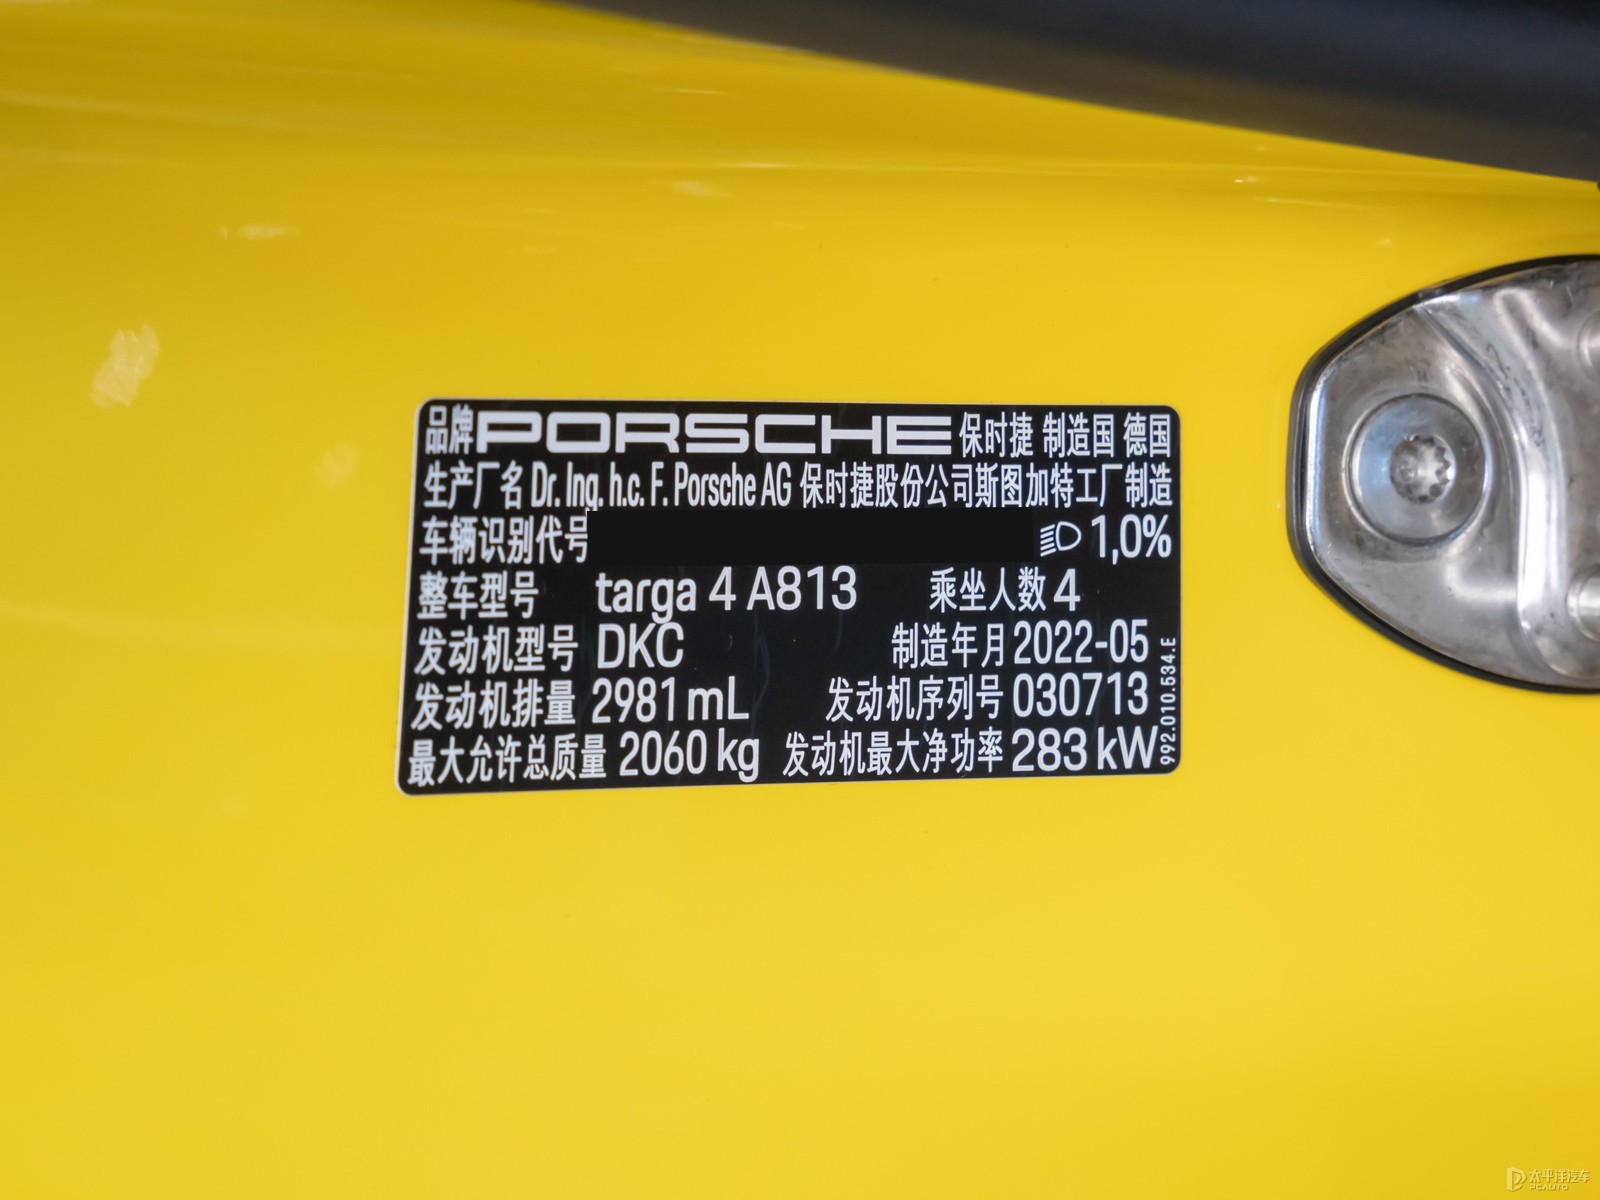 品牌 PORSCHE 保时捷 制造国 德国
生产厂名 Dr. Ing. h.c. F. Porsche AG 保时捷股份公司斯图加特工厂制造
车辆识别代号 1,0%
整车型号 targa 4 A813 乘坐人数 4
发动机型号 DKC 制造年月 2022-05
发动机排量 2981 mL 发动机序列号 030713
最大允许总质量 2060 kg 发动机最大净功率 283 kW
992.010.534.E
太平洋汽车
PCAUTO